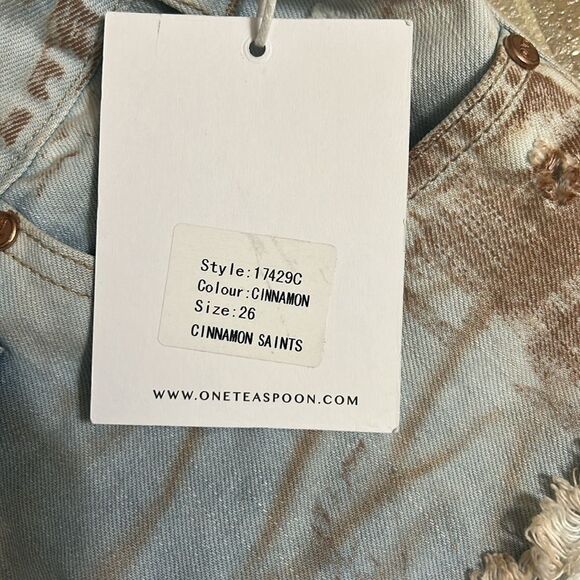 Style:17429C
Colour:CINNAMON
Size:26
CINNAMON SAINTS
WWW.ONETEASPOON.COM